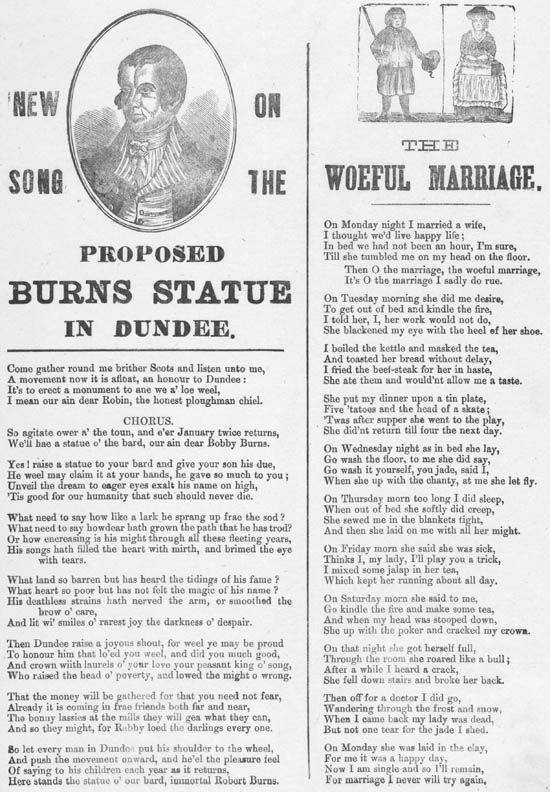 NEW SONG ON THE
PROPOSED
BURNS STATUE
IN DUNDEE.
Come gather round me brither Scots and listen unto me,
A movement now it is afloat, an honour to Dundee :
It's to erect a monument to ane we a' loe weel,
I mean our ain dear Robin, the honest ploughman chiel.
CHORUS.
So agitate ower a' the toun, and e'er January twice returns,
We'll hae a statue o' the bard, our ain dear Bobby Burns.
Yes! raise a statue to your bard and give your son his due,
He weel may claim it at your hands, he gave so much to you ;
Unveil the dream to eager eyes exalt his name on high,
'Tis good for our humanity that such should never die.
What need to say how like a lark he sprang up frae the sod ?
What need to say howdear hath grown the path that he has trod?
Or how encreasing is his might through all these fleeting years,
His songs hath filled the heart with mirth, and brimed the eye
with tears.
What land so barren but has heard the tidings of his fame ?
What heart so poor but has not felt the magic of his name ?
His deathless strains hath nerved the arm, or smoothed the
brow o' care,
And lit wi' smiles o' rarest joy the darkness o' despair.
Then Dundee raise a joyous shout, for weel ye may be proud
To honour him that lo'ed you weel, and did you much good,
And crown wiith laurels o' your love your peasant king o' song,
Who raised the head o' poverty, and lowed the might o wrong.
That the money will be gathered for that you need not fear,
Already it is coming in frae friends both far and near,
The bonny lassies at the mills they will gea what they can,
And so they might, for Rabby loed the darlings every one.
So let every man in Dundee put his shoulder to the wheel,
And push the movement onward, and he'el the pleasure feel
Of saying to his children each year as it returns,
Here stands the statue o' our bard, immortal Robert Burns.
THE
WOEFUL MARRIAGE.
On Monday night I married a wife,
I thought we'd live happy life ;
In bed we had not been an hour, I'm sure,
Till she tumbled me on my head on the floor.
Then O the marriage, the woeful marriage,
It's O the marriage I sadly do rue.
On Tuesday morning she did me desire,
To get out of bed and kindle the fire,
I told her, I, her work would not do,
She blackened my eye with the heel of her shoe.
I boiled the kettle and masked the tea,
And toasted her bread without delay,
I fried the beef-steak for her in haste,
She ate them and would'nt allow me a taste.
She put my dinner upon a tin plate,
Five 'tatoes and the head of a skate ;
'Twas after supper she went to the play,
She did'nt return till four the next day.
On Wednesday night as in bed she lay,
Go wash the floor, to me she did say,
Go wash it yourself, you jade, said I,
When she up with the chanty, at me she let fly.
On Thursday morn too long I did sleep,
When out of bed she softly did creep,
She sewed me in the blankets tight,
And then she laid on me with all her might.
On Friday morn she said she was sick,
Thinks I, my lady, I'll play you a trick,
I mixed some jalap in her tea,
Which kept her running about all day.
On Saturday morn she said to me,
Go kindle the fire and make some tea,
And when my head was stooped down,
She up with the poker and cracked my crown.
On that night she got herself full,
Through the room she roared like a bull ;
After a while I heard a crack,
She fell down stairs and broke her back.
Then off for a doctor I did go,
Wandering through the frost and snow,
When I came back my lady was dead,
But not one tear for the jade I shed.
On Monday she was laid in the clay,
For me it was a happy day,
Now I am single and so I'll remain,
For marriage I never will try again,